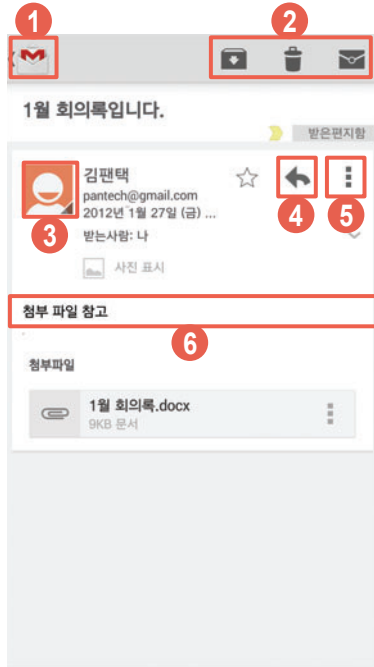 1
2
1월 회의록입니다.
받은편지함
김팬택
pantech@gmail.com
2012년 1월 27일 (금) ...
받는사람: 나
사진 표시
3
4
5
첨부 파일 참고
6
첨부파일
1월 회의록.docx
9KB 문서